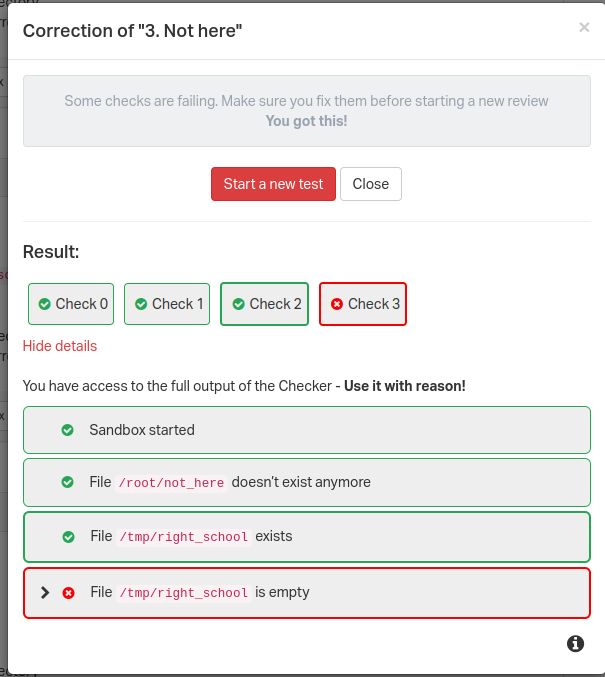 Correction of "3. Not here"
×
Some checks are failing. Make sure you fix them before starting a new review
You got this!
Start a new test
Close
Result:
Check 0
Check 1
Check 2
Check 3
Hide details
You have access to the full output of the Checker - Use it with reason!
Sandbox started
File /root/not_here doesn't exist anymore
File /tmp/right_school exists
File /tmp/right_school is empty